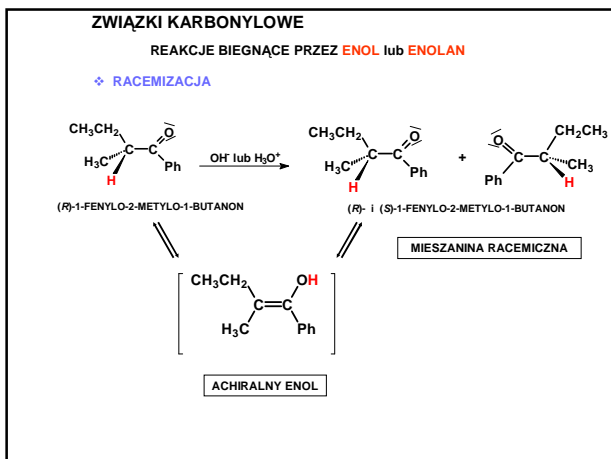 ZWIĄZKI KARBONYLOWE
REAKCJE BIEGNĄCE PRZEZ ENOL lub ENOLAN
❖ RACEMIZACJA
CH₃CH₂ O
H₃C C C
H Ph
OH⁻ lub H₃O⁺
CH₃CH₂ O
H₃C C C
H Ph
+
O CH₂CH₃
C C CH₃
Ph H
(R)-1-FENYLO-2-METYLO-1-BUTANON
(R)- i (S)-1-FENYLO-2-METYLO-1-BUTANON
MIESZANINA RACEMICZNA
CH₃CH₂ OH
C=C
H₃C Ph
ACHIRALNY ENOL